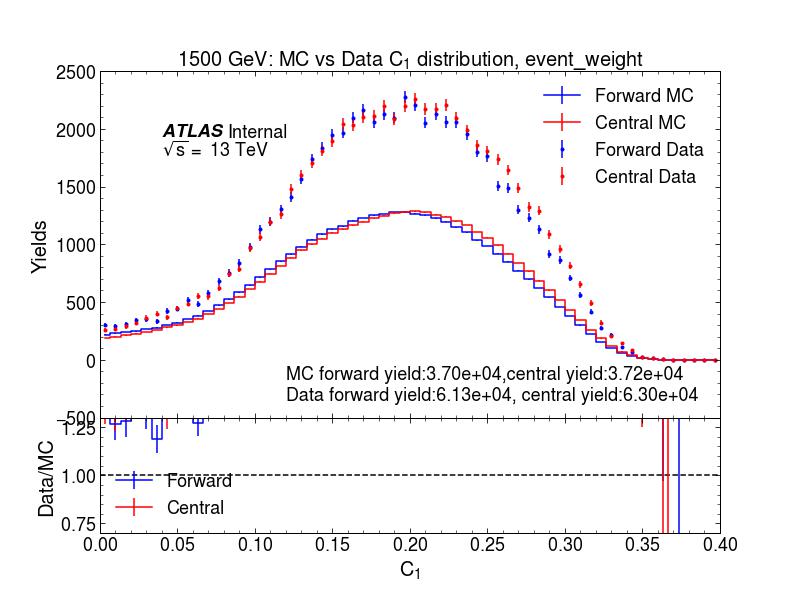 1500 GeV: MC vs Data C₁ distribution, event_weight
2500
2000
1500
1000
500
0
−500
Yields
ATLAS Internal
√s = 13 TeV
Forward MC
Central MC
Forward Data
Central Data
MC forward yield:3.70e+04,central yield:3.72e+04
Data forward yield:6.13e+04, central yield:6.30e+04
1.25
1.00
0.75
Data/MC
Forward
Central
0.00 0.05 0.10 0.15 0.20 0.25 0.30 0.35 0.40
C₁